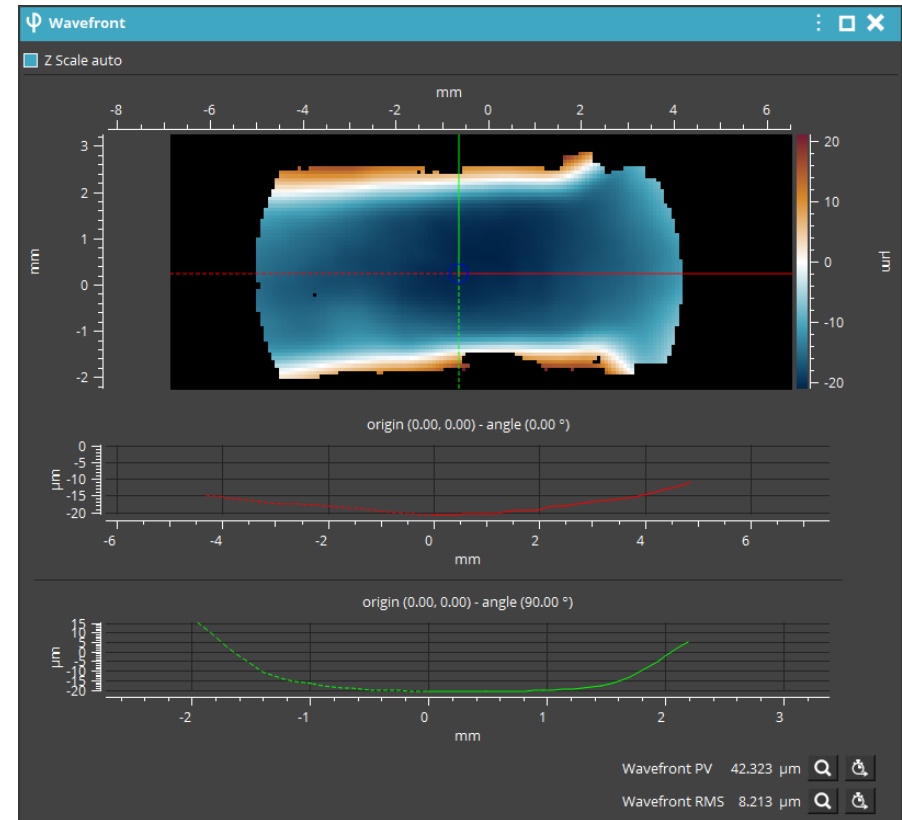 Wavefront
Z Scale auto
mm
-8 -6 -4 -2 0 2 4 6
3
2
1
0
-1
-2
mm
20
10
0
-10
-20
µm
origin (0.00, 0.00) - angle (0.00 °)
0
-5
-10
-15
-20
µm
-6 -4 -2 0 2 4 6
mm
origin (0.00, 0.00) - angle (90.00 °)
15
10
5
0
-5
-10
-15
-20
µm
-2 -1 0 1 2 3
mm
Wavefront PV 42.323 µm
Wavefront RMS 8.213 µm